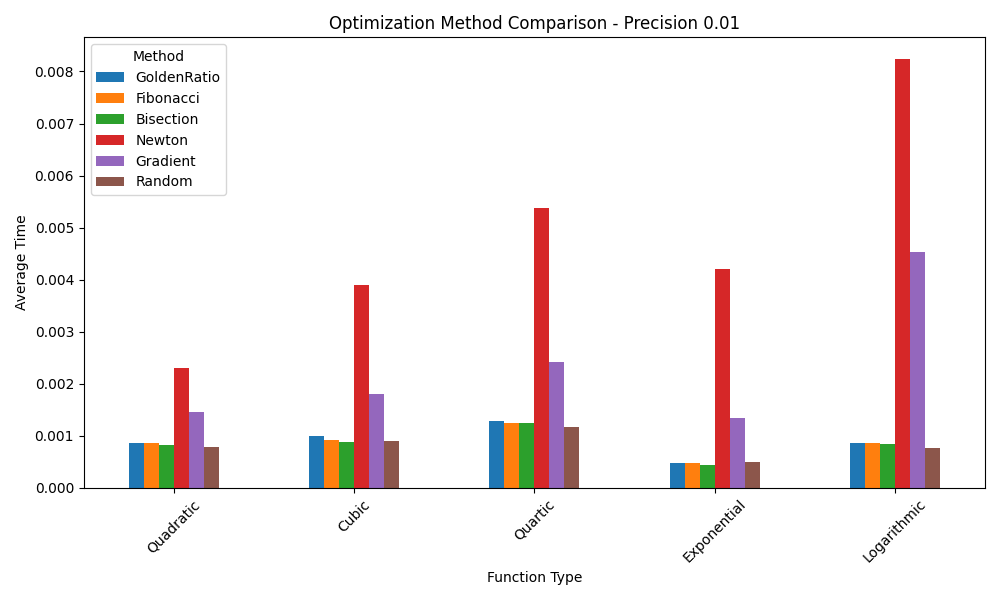 Optimization Method Comparison - Precision 0.01
Method
GoldenRatio
Fibonacci
Bisection
Newton
Gradient
Random
Average Time
0.008
0.007
0.006
0.005
0.004
0.003
0.002
0.001
0.000
Quadratic
Cubic
Quartic
Exponential
Logarithmic
Function Type